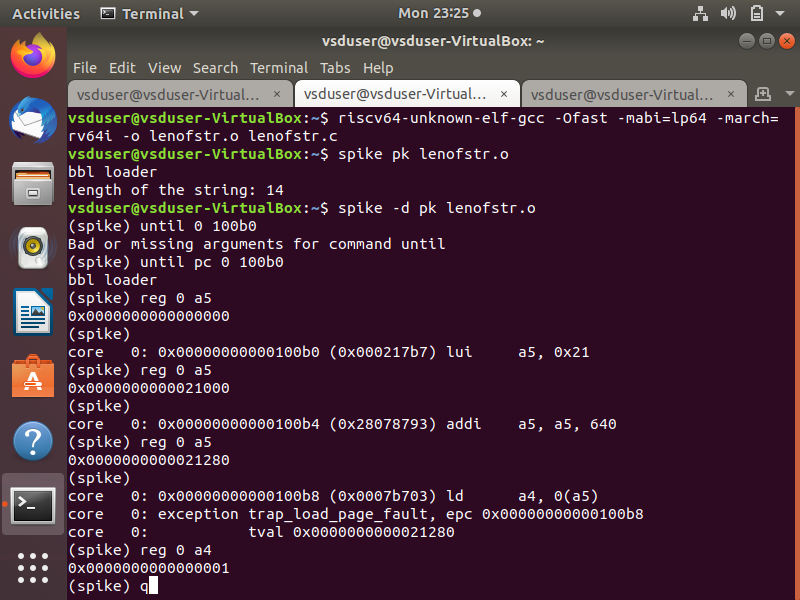 Activities Terminal Mon 23:25
vsduser@vsduser-VirtualBox: ~
File Edit View Search Terminal Tabs Help
vsduser@vsduser-Virtual... × vsduser@vsduser-Virtual... × vsduser@vsduser-Virtual... ×
vsduser@vsduser-VirtualBox:~$ riscv64-unknown-elf-gcc -Ofast -mabi=lp64 -march=
rv64i -o lenofstr.o lenofstr.c
vsduser@vsduser-VirtualBox:~$ spike pk lenofstr.o
bbl loader
length of the string: 14
vsduser@vsduser-VirtualBox:~$ spike -d pk lenofstr.o
(spike) until 0 100b0
Bad or missing arguments for command until
(spike) until pc 0 100b0
bbl loader
(spike) reg 0 a5
0x0000000000000000
(spike)
core   0: 0x00000000000100b0 (0x000217b7) lui     a5, 0x21
(spike) reg 0 a5
0x0000000000021000
(spike)
core   0: 0x00000000000100b4 (0x28078793) addi    a5, a5, 640
(spike) reg 0 a5
0x0000000000021280
(spike)
core   0: 0x00000000000100b8 (0x0007b703) ld      a4, 0(a5)
core   0: exception trap_load_page_fault, epc 0x00000000000100b8
core   0:           tval 0x0000000000021280
(spike) reg 0 a4
0x0000000000000001
(spike) q